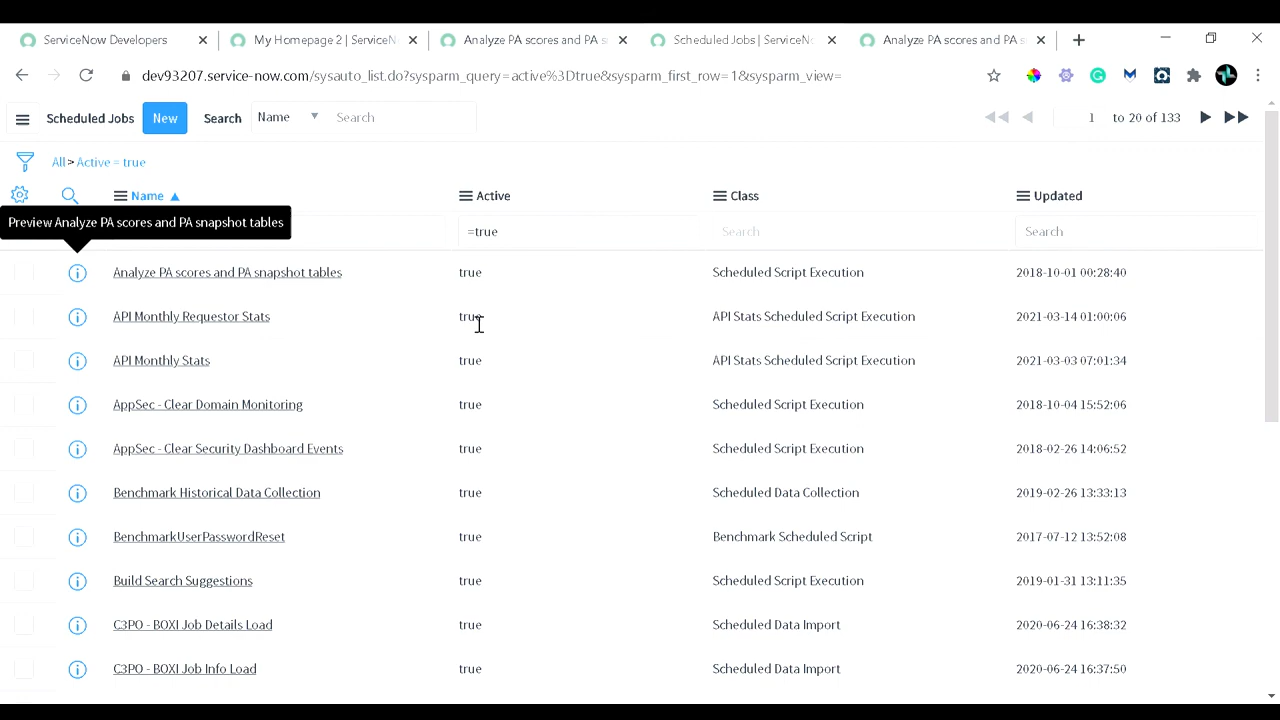 ServiceNow Developers
My Homepage 2 | ServiceN
Analyze PA scores and PA s
Scheduled Jobs | ServiceN
Analyze PA scores and PA s
dev93207.service-now.com/sysauto_list.do?sysparm_query=active%3Dtrue&sysparm_first_row=1&sysparm_view=
Scheduled Jobs New Search Name Search 1 to 20 of 133
All > Active = true
Name Active Class Updated
Preview Analyze PA scores and PA snapshot tables
=true Search Search
Analyze PA scores and PA snapshot tables true Scheduled Script Execution 2018-10-01 00:28:40
API Monthly Requestor Stats true API Stats Scheduled Script Execution 2021-03-14 01:00:06
API Monthly Stats true API Stats Scheduled Script Execution 2021-03-03 07:01:34
AppSec - Clear Domain Monitoring true Scheduled Script Execution 2018-10-04 15:52:06
AppSec - Clear Security Dashboard Events true Scheduled Script Execution 2018-02-26 14:06:52
Benchmark Historical Data Collection true Scheduled Data Collection 2019-02-26 13:33:13
BenchmarkUserPasswordReset true Benchmark Scheduled Script 2017-07-12 13:52:08
Build Search Suggestions true Scheduled Script Execution 2019-01-31 13:11:35
C3PO - BOXI Job Details Load true Scheduled Data Import 2020-06-24 16:38:32
C3PO - BOXI Job Info Load true Scheduled Data Import 2020-06-24 16:37:50